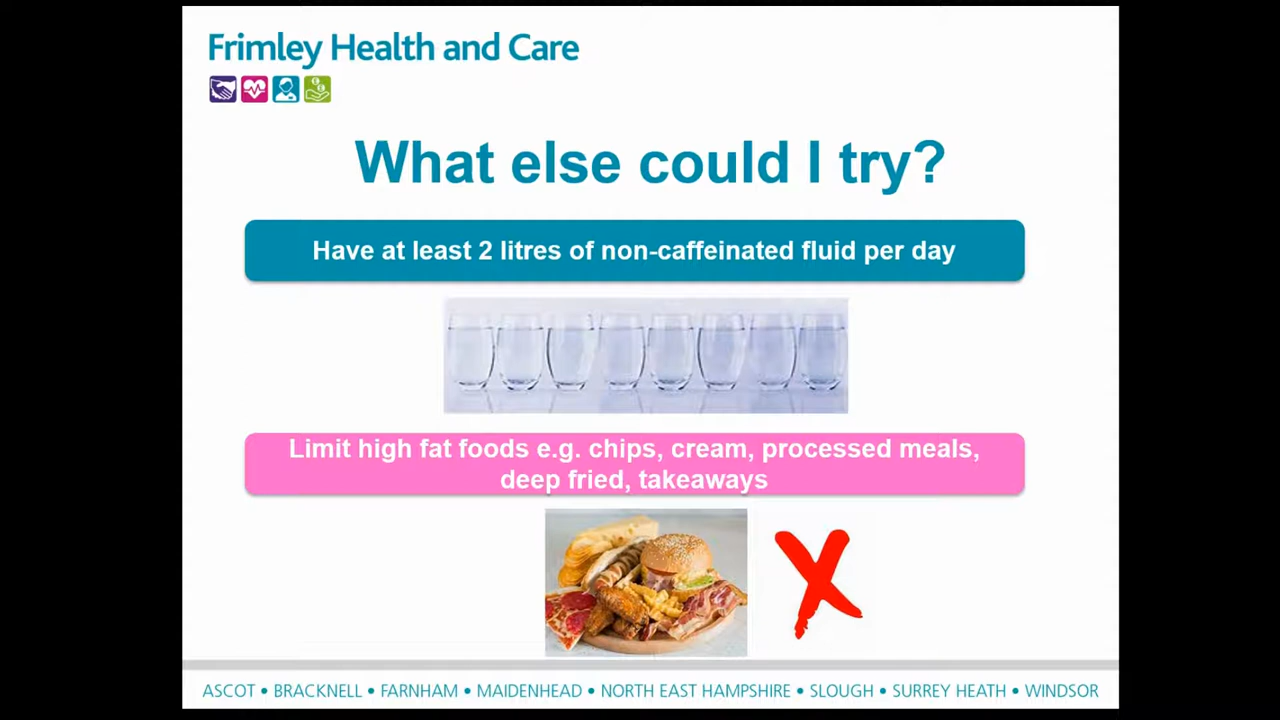 Frimley Health and Care
What else could I try?
Have at least 2 litres of non-caffeinated fluid per day
Limit high fat foods e.g. chips, cream, processed meals,
deep fried, takeaways
ASCOT • BRACKNELL • FARNHAM • MAIDENHEAD • NORTH EAST HAMPSHIRE • SLOUGH • SURREY HEATH • WINDSOR